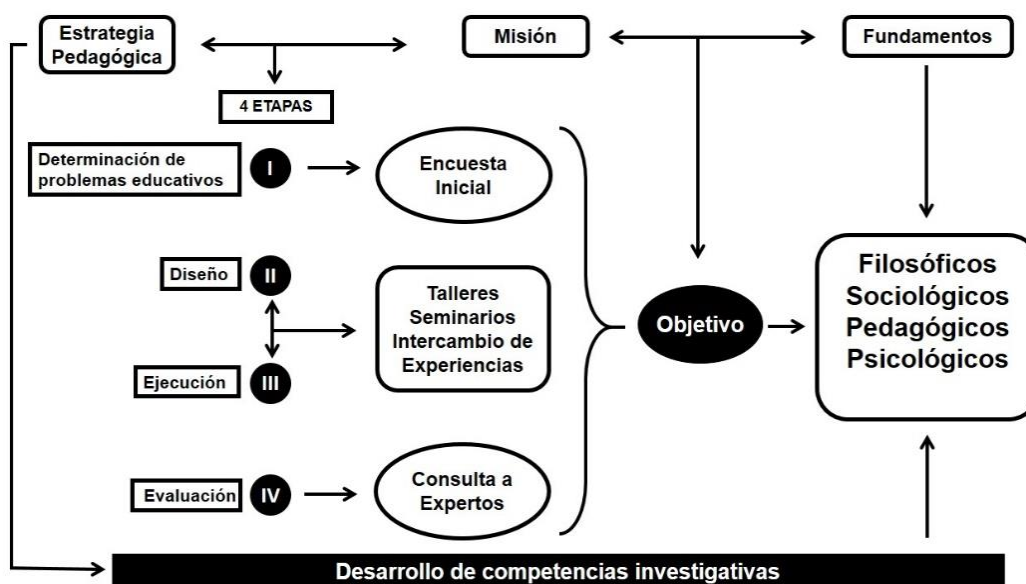 Estrategia
Pedagógica
Misión
Fundamentos
4 ETAPAS
Determinación de
problemas educativos
I
Encuesta
Inicial
Diseño
II
Talleres
Seminarios
Intercambio de
Experiencias
Ejecución
III
Objetivo
Filosóficos
Sociológicos
Pedagógicos
Psicológicos
Evaluación
IV
Consulta a
Expertos
Desarrollo de competencias investigativas